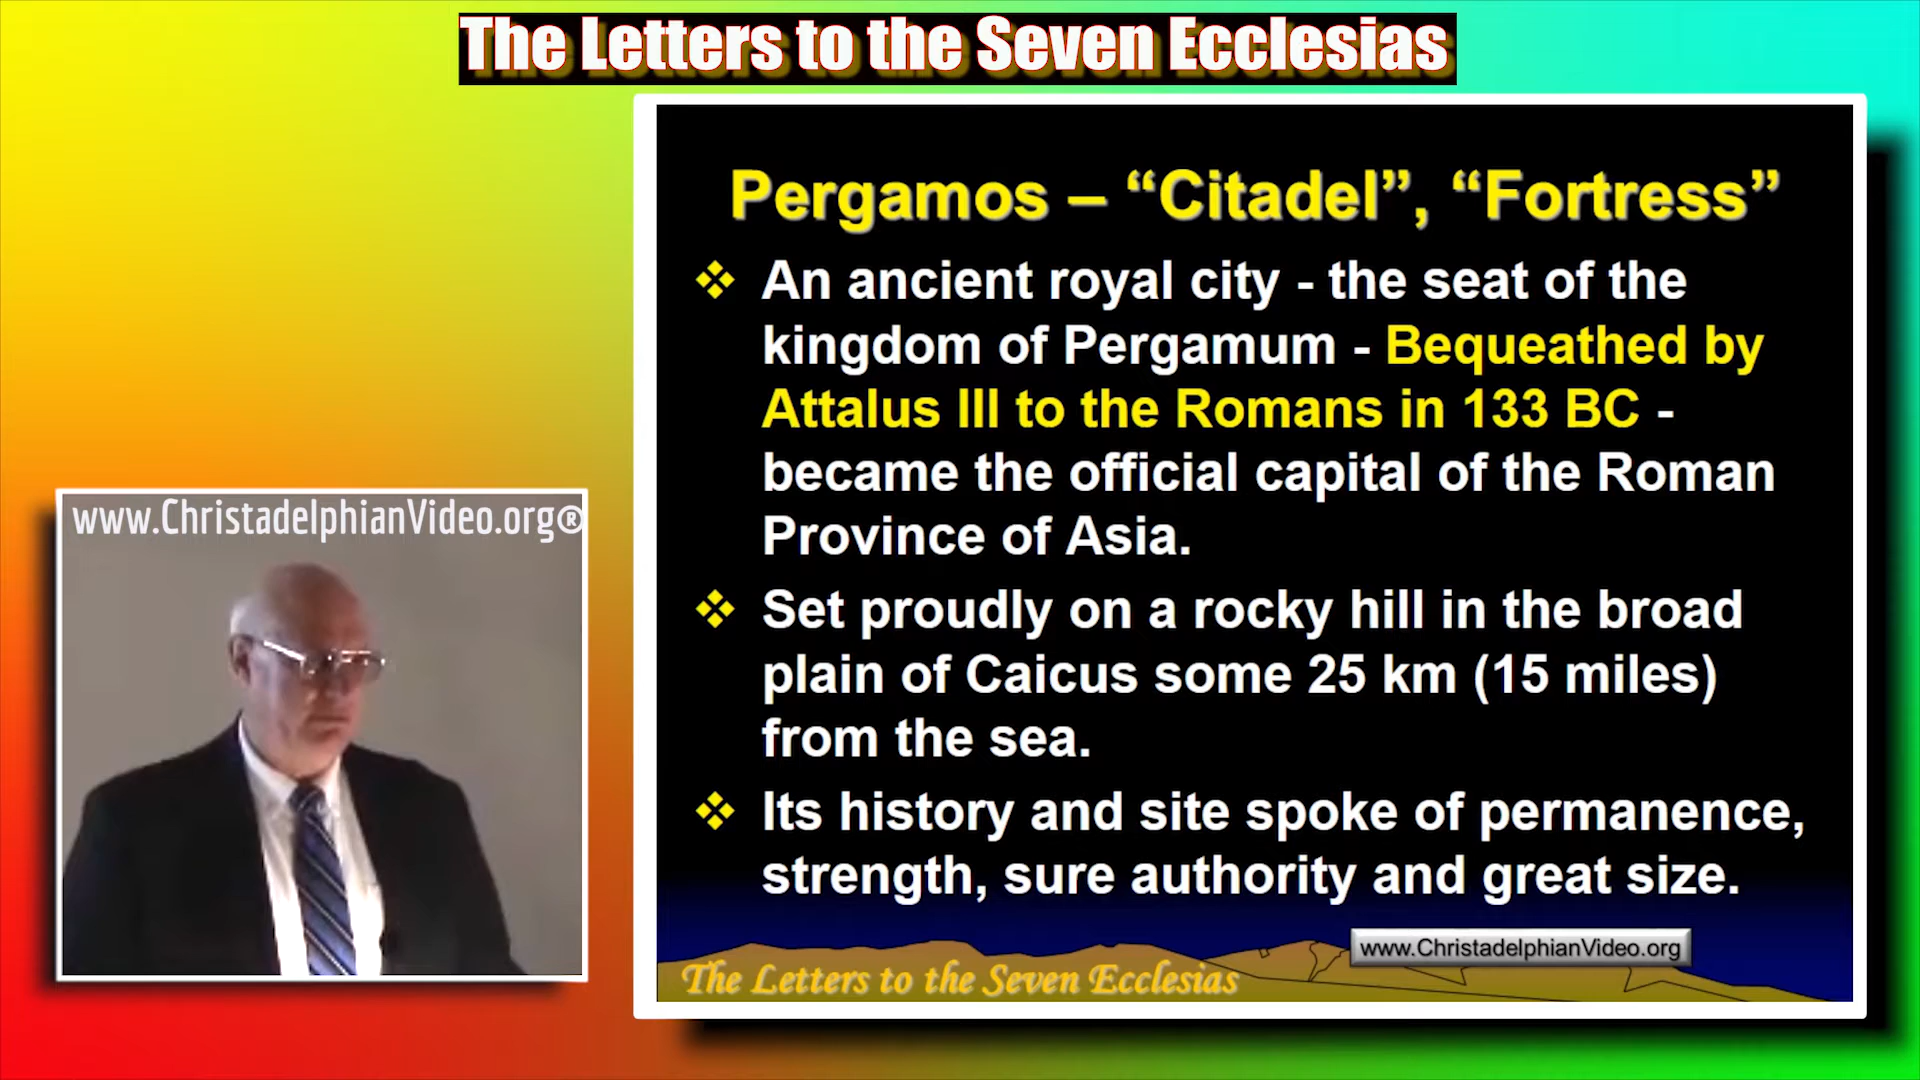 The Letters to the Seven Ecclesias
Pergamos – “Citadel”, “Fortress”
An ancient royal city - the seat of the
kingdom of Pergamum - Bequeathed by
Attalus III to the Romans in 133 BC -
became the official capital of the Roman
Province of Asia.
Set proudly on a rocky hill in the broad
plain of Caicus some 25 km (15 miles)
from the sea.
Its history and site spoke of permanence,
strength, sure authority and great size.
www.ChristadelphianVideo.org
The Letters to the Seven Ecclesias
www.ChristadelphianVideo.org®